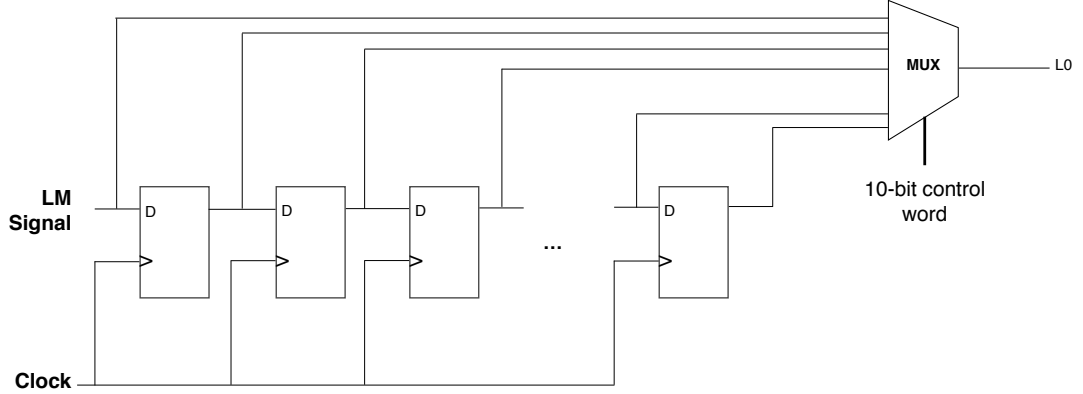 MUX
L0
LM
Signal
D
D
D
D
...
10-bit control
word
Clock